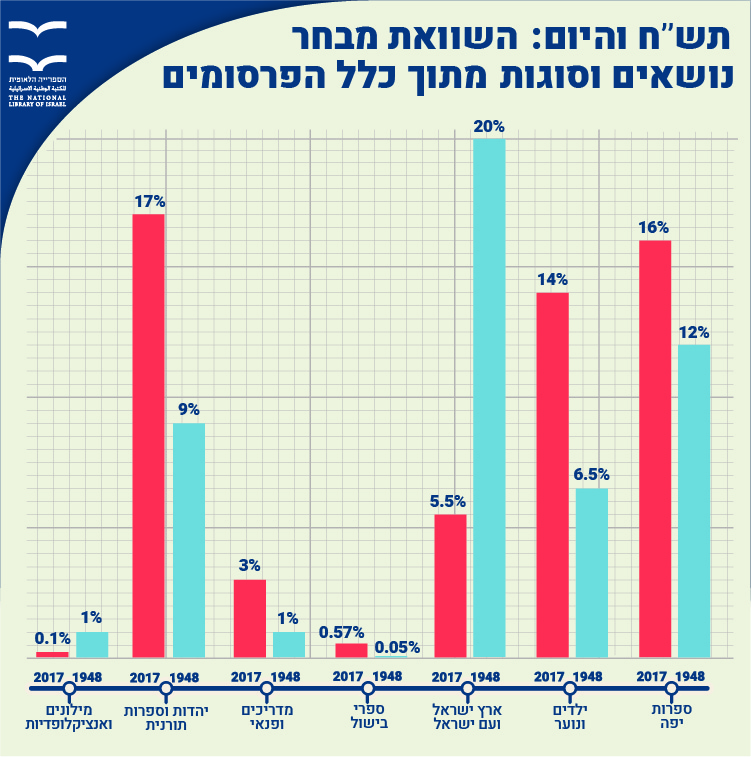 תש״ח והיום: השוואת מבחר
נושאים וסוגות מתוך כלל הפרסומים
הספרייה הלאומית
المكتبة الوطنية الاسرائيلية
THE NATIONAL
LIBRARY OF ISRAEL
20%
17%
16%
14%
12%
9%
6.5%
5.5%
3%
1%
0.57%
0.05%
0.1%
1%
2017 1948
2017 1948
2017 1948
2017 1948
2017 1948
2017 1948
2017 1948
ספרות
יפה
ילדים
ונוער
ארץ ישראל
ועם ישראל
ספרי
בישול
מדריכים
ופנאי
יהדות וספרות
תורנית
מילונים
ואנציקלופדיות